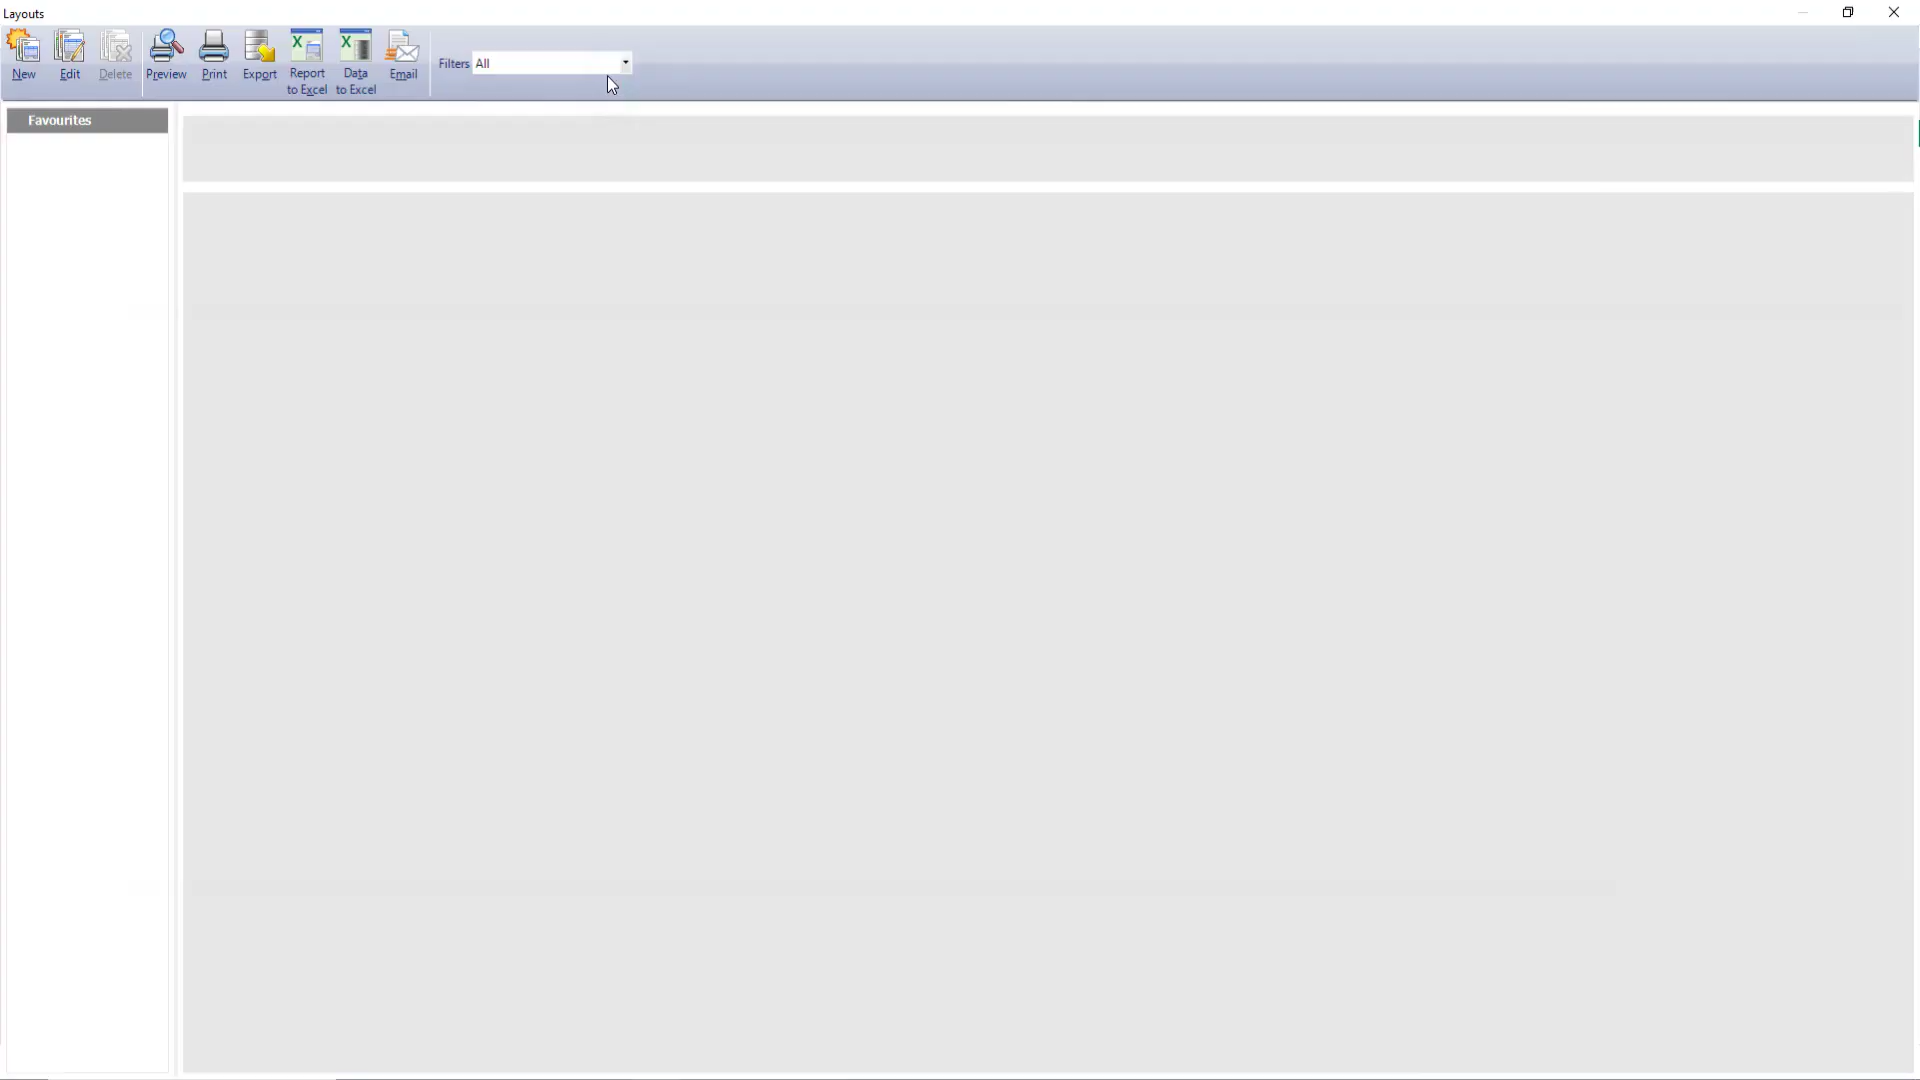 Layouts
New
Edit
Delete
Preview
Print
Export
Report
to Excel
Data
to Excel
Email
Filters All
Favourites